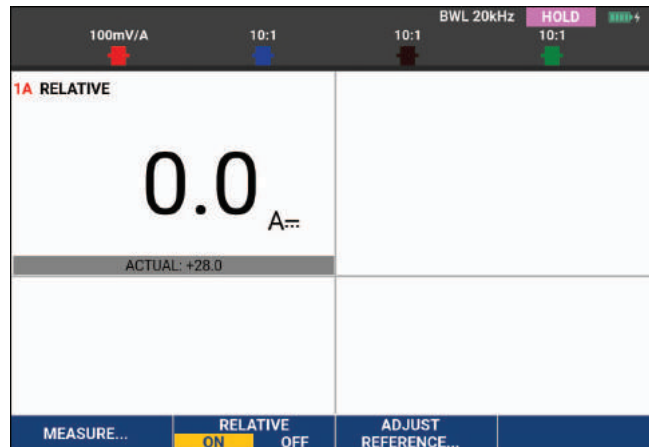 BWL 20kHz HOLD
100mV/A 10:1 10:1 10:1
1A RELATIVE
0.0 A
ACTUAL: +28.0
MEASURE... RELATIVE ADJUST
ON OFF REFERENCE...